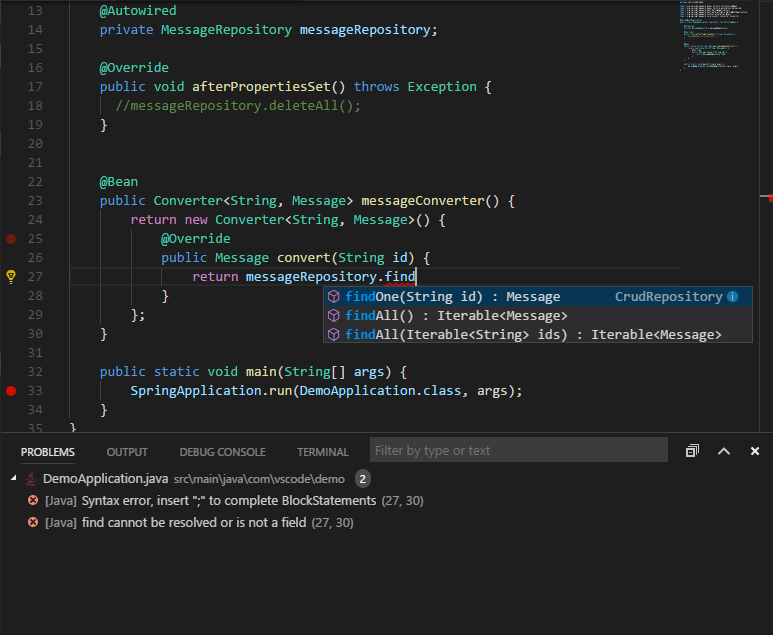 13 @Autowired
14 private MessageRepository messageRepository;
15
16 @Override
17 public void afterPropertiesSet() throws Exception {
18 //messageRepository.deleteAll();
19 }
20
21
22 @Bean
23 public Converter<String, Message> messageConverter() {
24 return new Converter<String, Message>() {
25 @Override
26 public Message convert(String id) {
27 return messageRepository.find
28 }
findOne(String id) : Message CrudRepository
29 };
findAll() : Iterable<Message>
30 }
findAll(Iterable<String> ids) : Iterable<Message>
31
32 public static void main(String[] args) {
33 SpringApplication.run(DemoApplication.class, args);
34 }
35 }
PROBLEMS OUTPUT DEBUG CONSOLE TERMINAL Filter by type or text
DemoApplication.java src\main\java\com\vscode\demo 2
[Java] Syntax error, insert ";" to complete BlockStatements (27, 30)
[Java] find cannot be resolved or is not a field (27, 30)